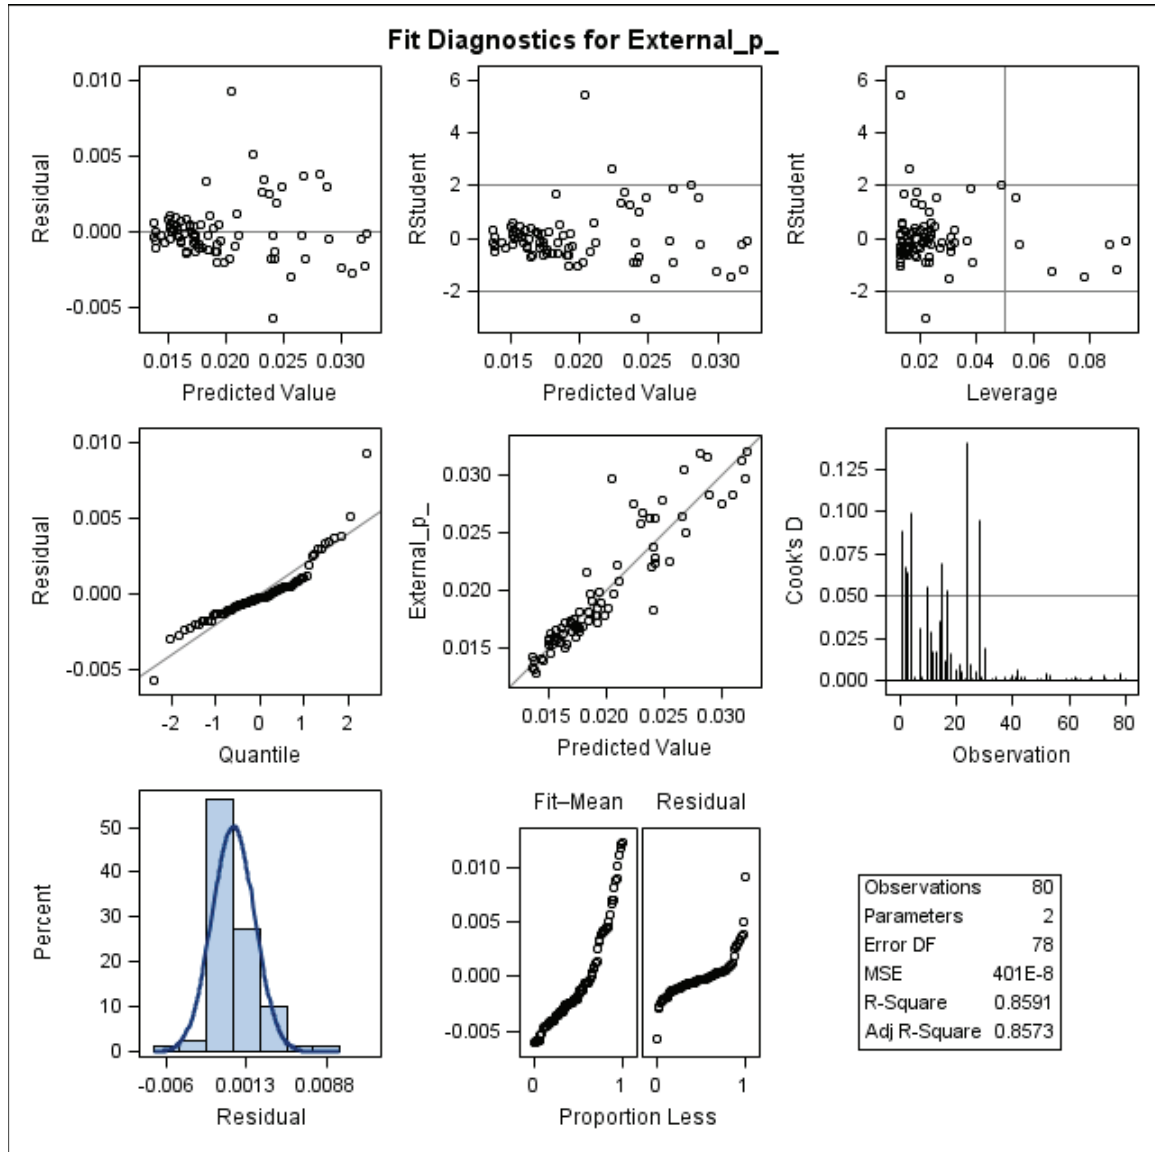 Fit Diagnostics for External_p_
0.010
0.005
0.000
-0.005
Residual
0.015 0.020 0.025 0.030
Predicted Value
6
4
2
0
-2
RStudent
0.015 0.020 0.025 0.030
Predicted Value
6
4
2
0
-2
RStudent
0.02 0.04 0.06 0.08
Leverage
0.010
0.005
0.000
-0.005
Residual
-2 -1 0 1 2
Quantile
0.030
0.025
0.020
0.015
External_p_
0.015 0.020 0.025 0.030
Predicted Value
0.125
0.100
0.075
0.050
0.025
0.000
Cook's D
0 20 40 60 80
Observation
50
40
30
20
10
0
Percent
-0.006 0.0013 0.0088
Residual
Fit–Mean Residual
0.010
0.005
0.000
-0.005
0 1 0 1
Proportion Less
Observations 80
Parameters 2
Error DF 78
MSE 401E-8
R-Square 0.8591
Adj R-Square 0.8573